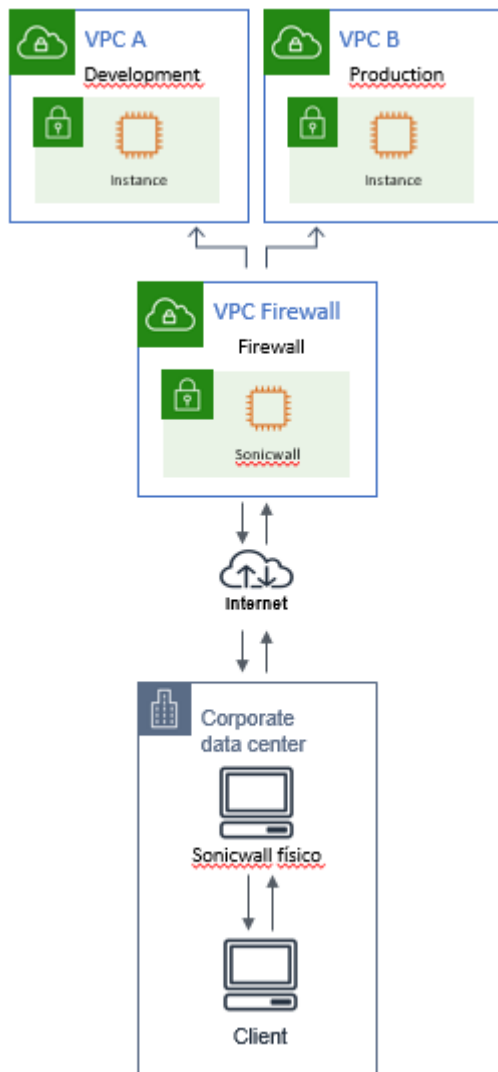 VPC A
Development
Instance
VPC B
Production
Instance
VPC Firewall
Firewall
Sonicwall
Internet
Corporate
data center
Sonicwall físico
Client